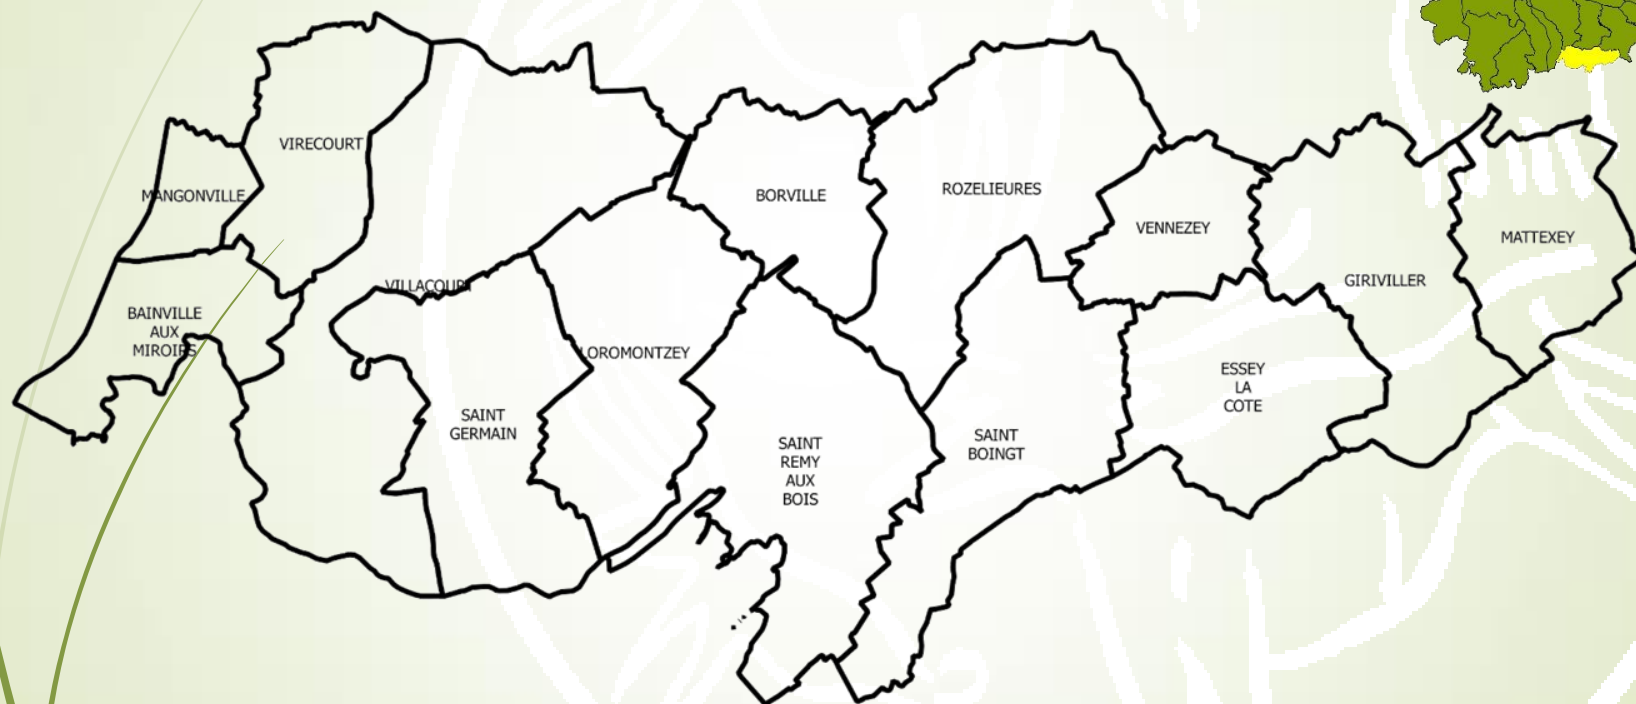 VIRECOURT
MANGONVILLE
BORVILLE
ROZELIEURES
VENNEZEY
MATTEXEY
VILLACOURT
GIRIVILLER
BAINVILLE
AUX
MIROIRS
LOROMONTZEY
ESSEY
LA
COTE
SAINT
GERMAIN
SAINT
REMY
AUX
BOIS
SAINT
BOINGT